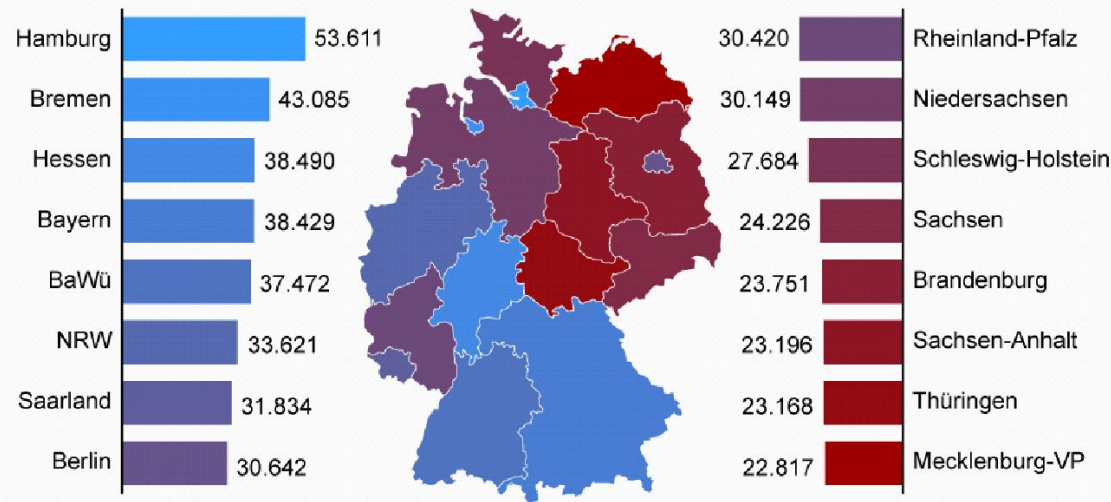 Hamburg 53.611
Bremen 43.085
Hessen 38.490
Bayern 38.429
BaWü 37.472
NRW 33.621
Saarland 31.834
Berlin 30.642
30.420 Rheinland-Pfalz
30.149 Niedersachsen
27.684 Schleswig-Holstein
24.226 Sachsen
23.751 Brandenburg
23.196 Sachsen-Anhalt
23.168 Thüringen
22.817 Mecklenburg-VP